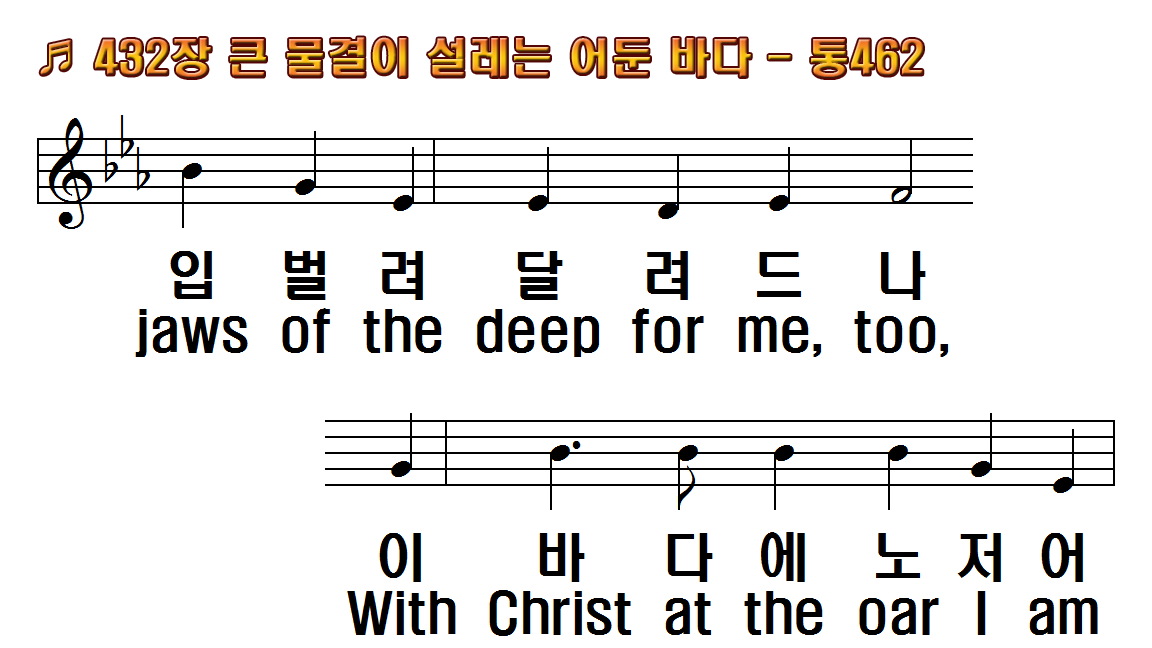 ♬ 432장 큰 물결이 설레는 어둔 바다 - 통462
입 벌 려 달 려 드 나
jaws of the deep for me, too,
이 바 다 에 노 저 어
With Christ at the oar I am